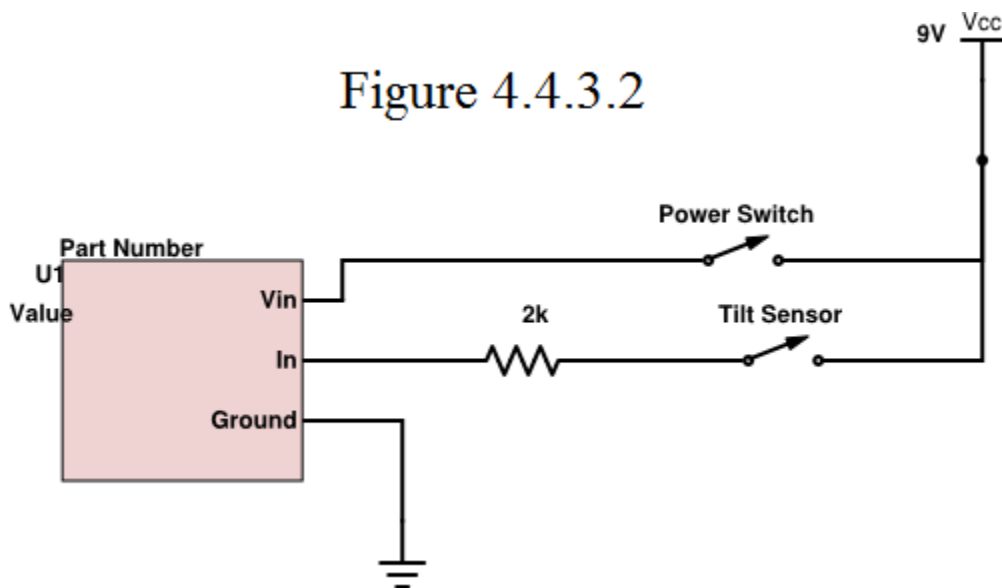 9V Vcc
Figure 4.4.3.2
Power Switch
Part Number
U1
Value
Vin
2k
Tilt Sensor
In
Ground